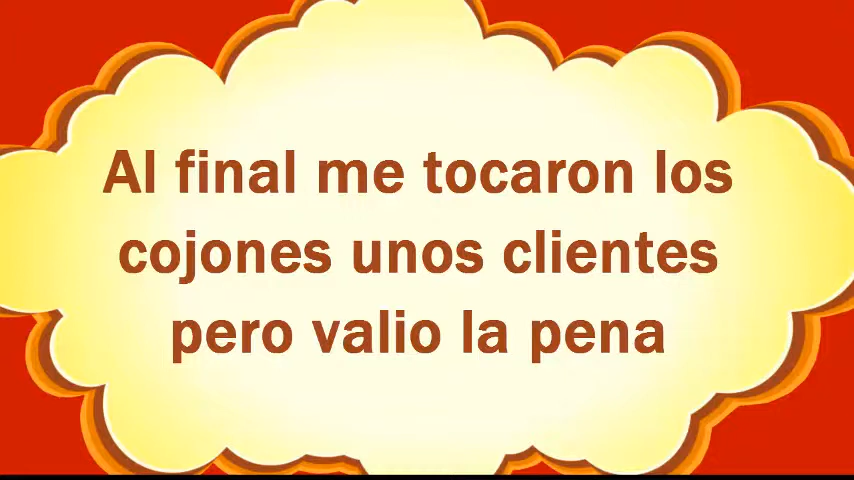 Al final me tocaron los
cojones unos clientes
pero valio la pena